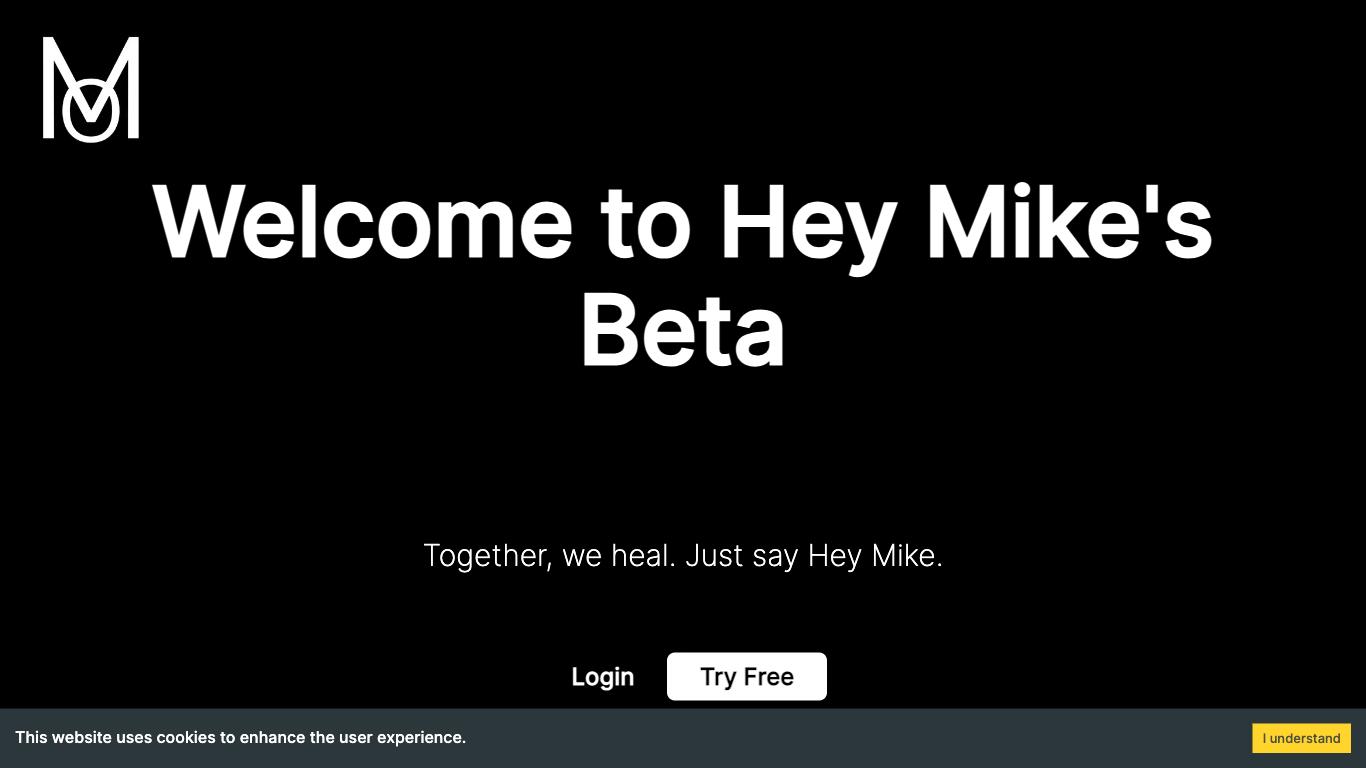 Welcome to Hey Mike's
Beta
Together, we heal. Just say Hey Mike.
Login
Try Free
This website uses cookies to enhance the user experience.
I understand